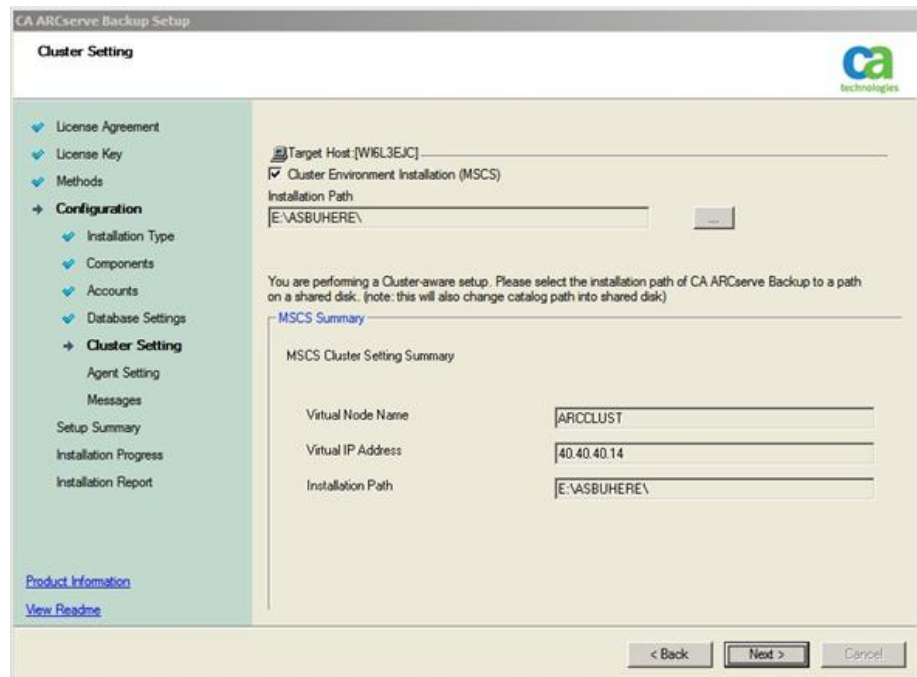 CA ARCserve Backup Setup
Cluster Setting
ca
technologies
License Agreement
License Key
Methods
Configuration
Installation Type
Components
Accounts
Database Settings
Cluster Setting
Agent Setting
Messages
Setup Summary
Installation Progress
Installation Report
Product Information
View Readme
Target Host:[WI6L3EJC]
Cluster Environment Installation (MSCS)
Installation Path
E:\ASBUHERE\
...
You are performing a Cluster-aware setup. Please select the installation path of CA ARCserve Backup to a path
on a shared disk. (note: this will also change catalog path into shared disk)
MSCS Summary
MSCS Cluster Setting Summary
Virtual Node Name
ARCCLUST
Virtual IP Address
40.40.40.14
Installation Path
E:\ASBUHERE\
< Back
Next >
Cancel